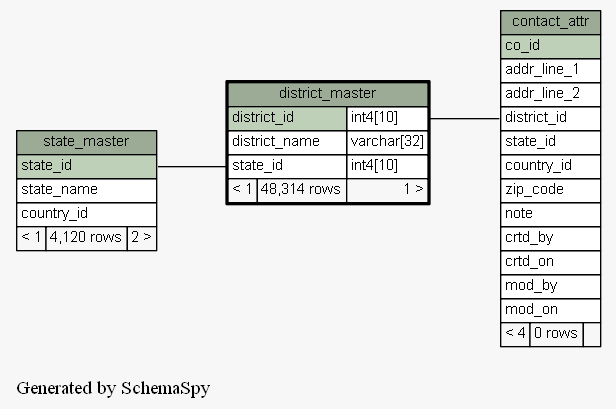 state_master
state_id
state_name
country_id
< 1 4,120 rows 2 >
district_master
district_id int4[10]
district_name varchar[32]
state_id int4[10]
< 1 48,314 rows 1 >
contact_attr
co_id
addr_line_1
addr_line_2
district_id
state_id
country_id
zip_code
note
crtd_by
crtd_on
mod_by
mod_on
< 4 0 rows
Generated by SchemaSpy